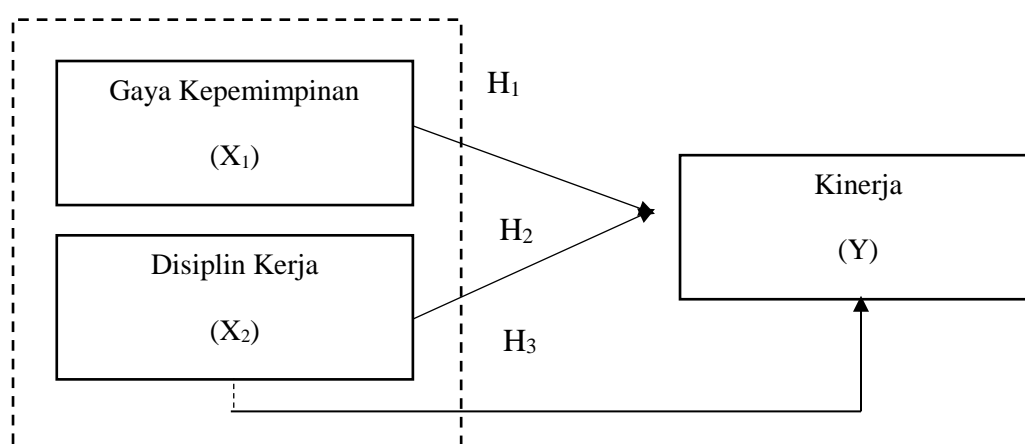 Gaya Kepemimpinan
(X₁)
H₁
Disiplin Kerja
(X₂)
H₂
H₃
Kinerja
(Y)